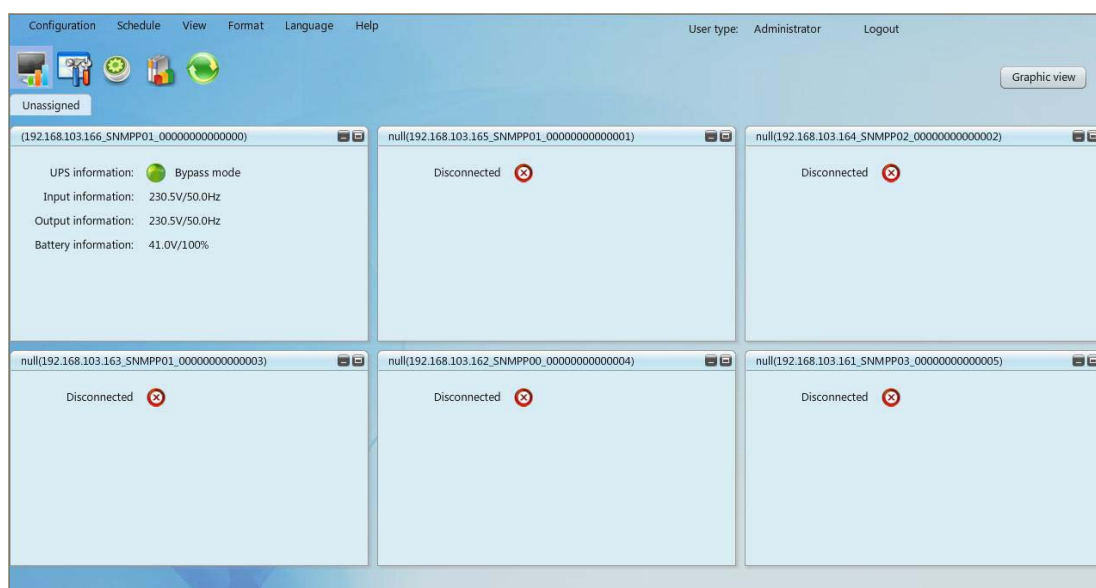 Configuration Schedule View Format Language Help User type: Administrator Logout
Graphic view
Unassigned
(192.168.103.166_SNMPP01_00000000000000)
UPS information: Bypass mode
Input information: 230.5V/50.0Hz
Output information: 230.5V/50.0Hz
Battery information: 41.0V/100%
null(192.168.103.165_SNMPP01_00000000000001)
Disconnected
null(192.168.103.164_SNMPP02_00000000000002)
Disconnected
null(192.168.103.163_SNMPP01_00000000000003)
Disconnected
null(192.168.103.162_SNMPP00_00000000000004)
Disconnected
null(192.168.103.161_SNMPP03_00000000000005)
Disconnected